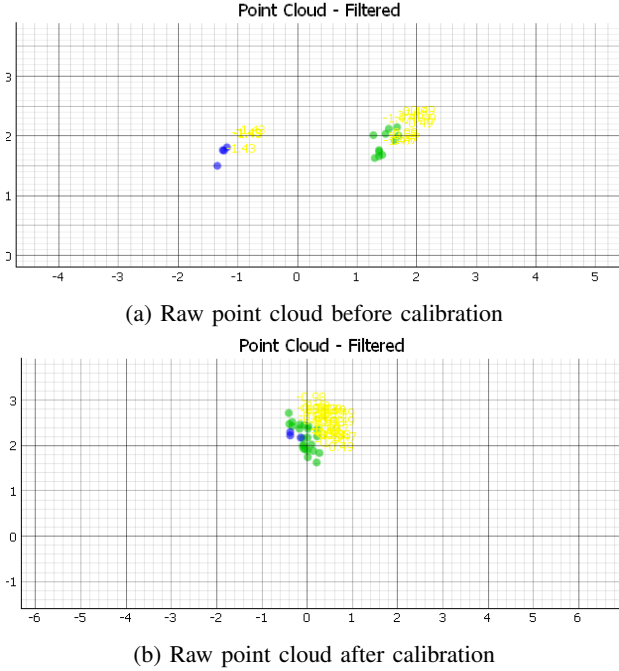 Point Cloud - Filtered
3
2
1
0
-4 -3 -2 -1 0 1 2 3 4 5
(a) Raw point cloud before calibration
Point Cloud - Filtered
3
2
1
0
-1
-6 -5 -4 -3 -2 -1 0 1 2 3 4 5 6
(b) Raw point cloud after calibration